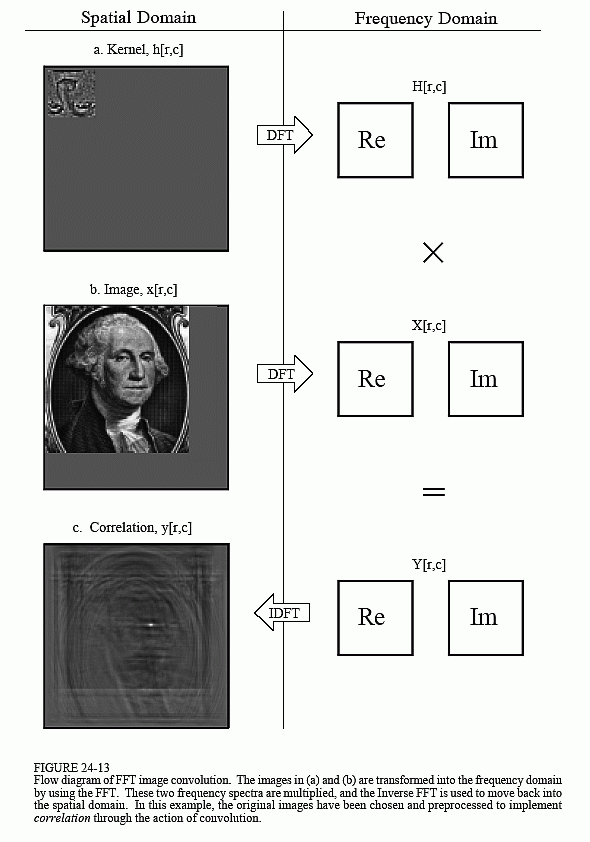 Spatial Domain
Frequency Domain
a. Kernel, h[r,c]
H[r,c]
DFT
Re
Im
×
b. Image, x[r,c]
X[r,c]
DFT
Re
Im
=
c. Correlation, y[r,c]
Y[r,c]
IDFT
Re
Im
FIGURE 24-13
Flow diagram of FFT image convolution. The images in (a) and (b) are transformed into the frequency domain
by using the FFT. These two frequency spectra are multiplied, and the Inverse FFT is used to move back into
the spatial domain. In this example, the original images have been chosen and preprocessed to implement
correlation through the action of convolution.